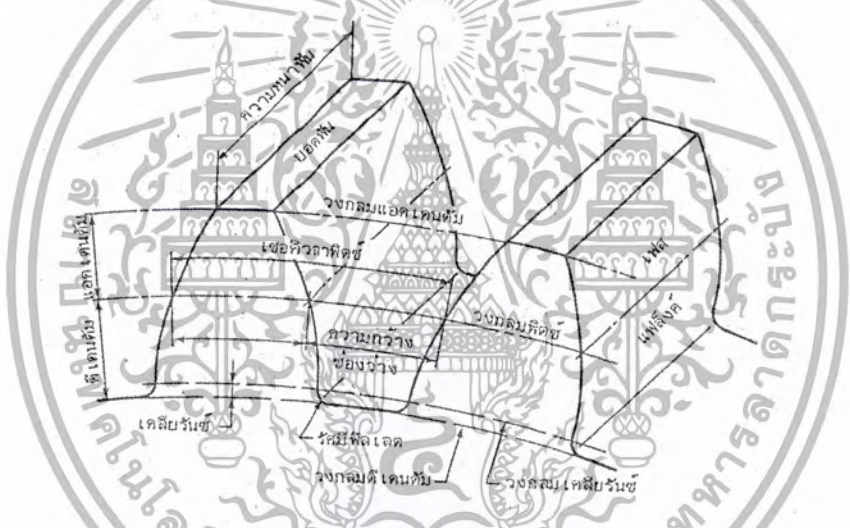 ความหนาฟัน
ยอดฟัน
วงกลมแอดเดนดัม
เซอคิวลาพิตช์
แอดเดนดัม
เฟส
วงกลมพิตช์
แฟล็งค์
ความกว้าง
ช่องว่าง
ดีเดนดัม
เคลียรันซ์
รัศมีฟิลเลต
วงกลมดีเดนดัม
วงกลมเคลียรันซ์